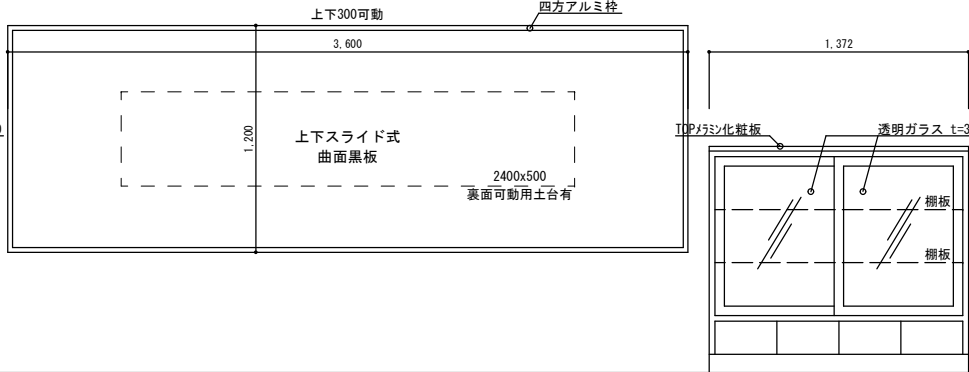 上下300可動
四方アルミ枠
3,600
1,372
1,200
上下スライド式
曲面黒板
2400x500
裏面可動用土台有
TOPメラミン化粧板
透明ガラス t=3
棚板
棚板